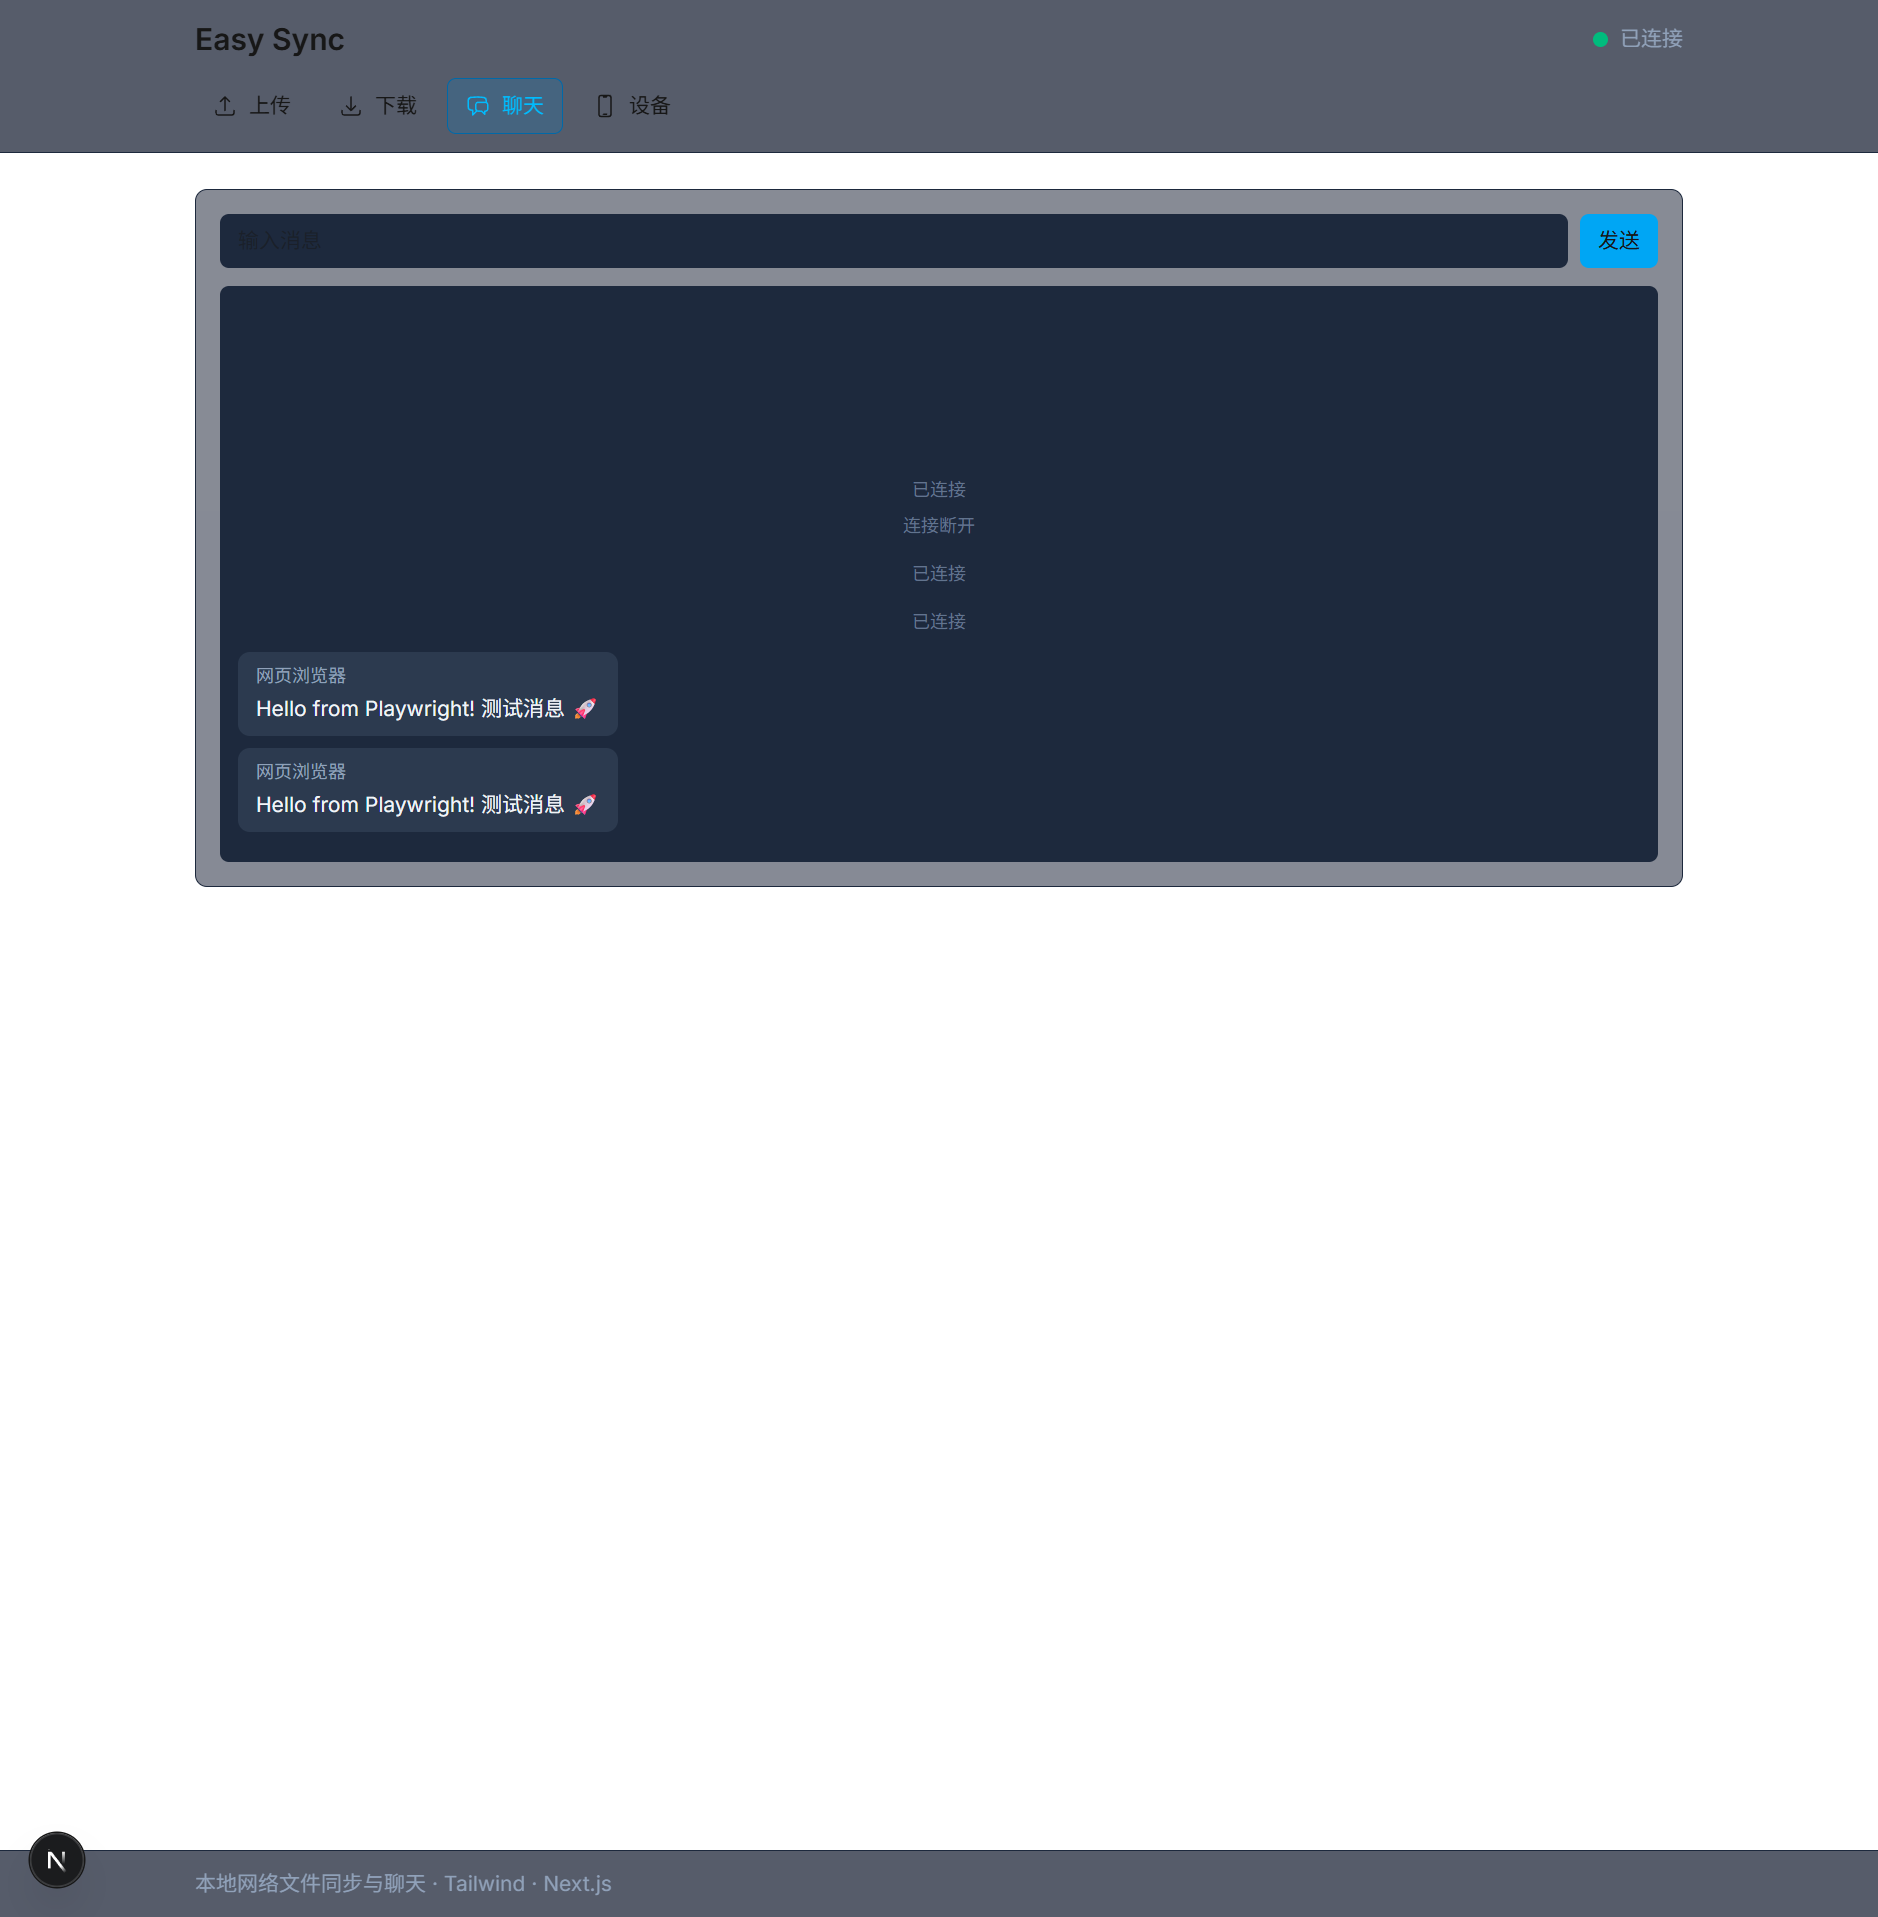 Easy Sync
已连接
上传
下载
聊天
设备
输入消息
发送
已连接
连接断开
已连接
已连接
网页浏览器
Hello from Playwright! 测试消息 🚀
网页浏览器
Hello from Playwright! 测试消息 🚀
N
本地网络文件同步与聊天 · Tailwind · Next.js